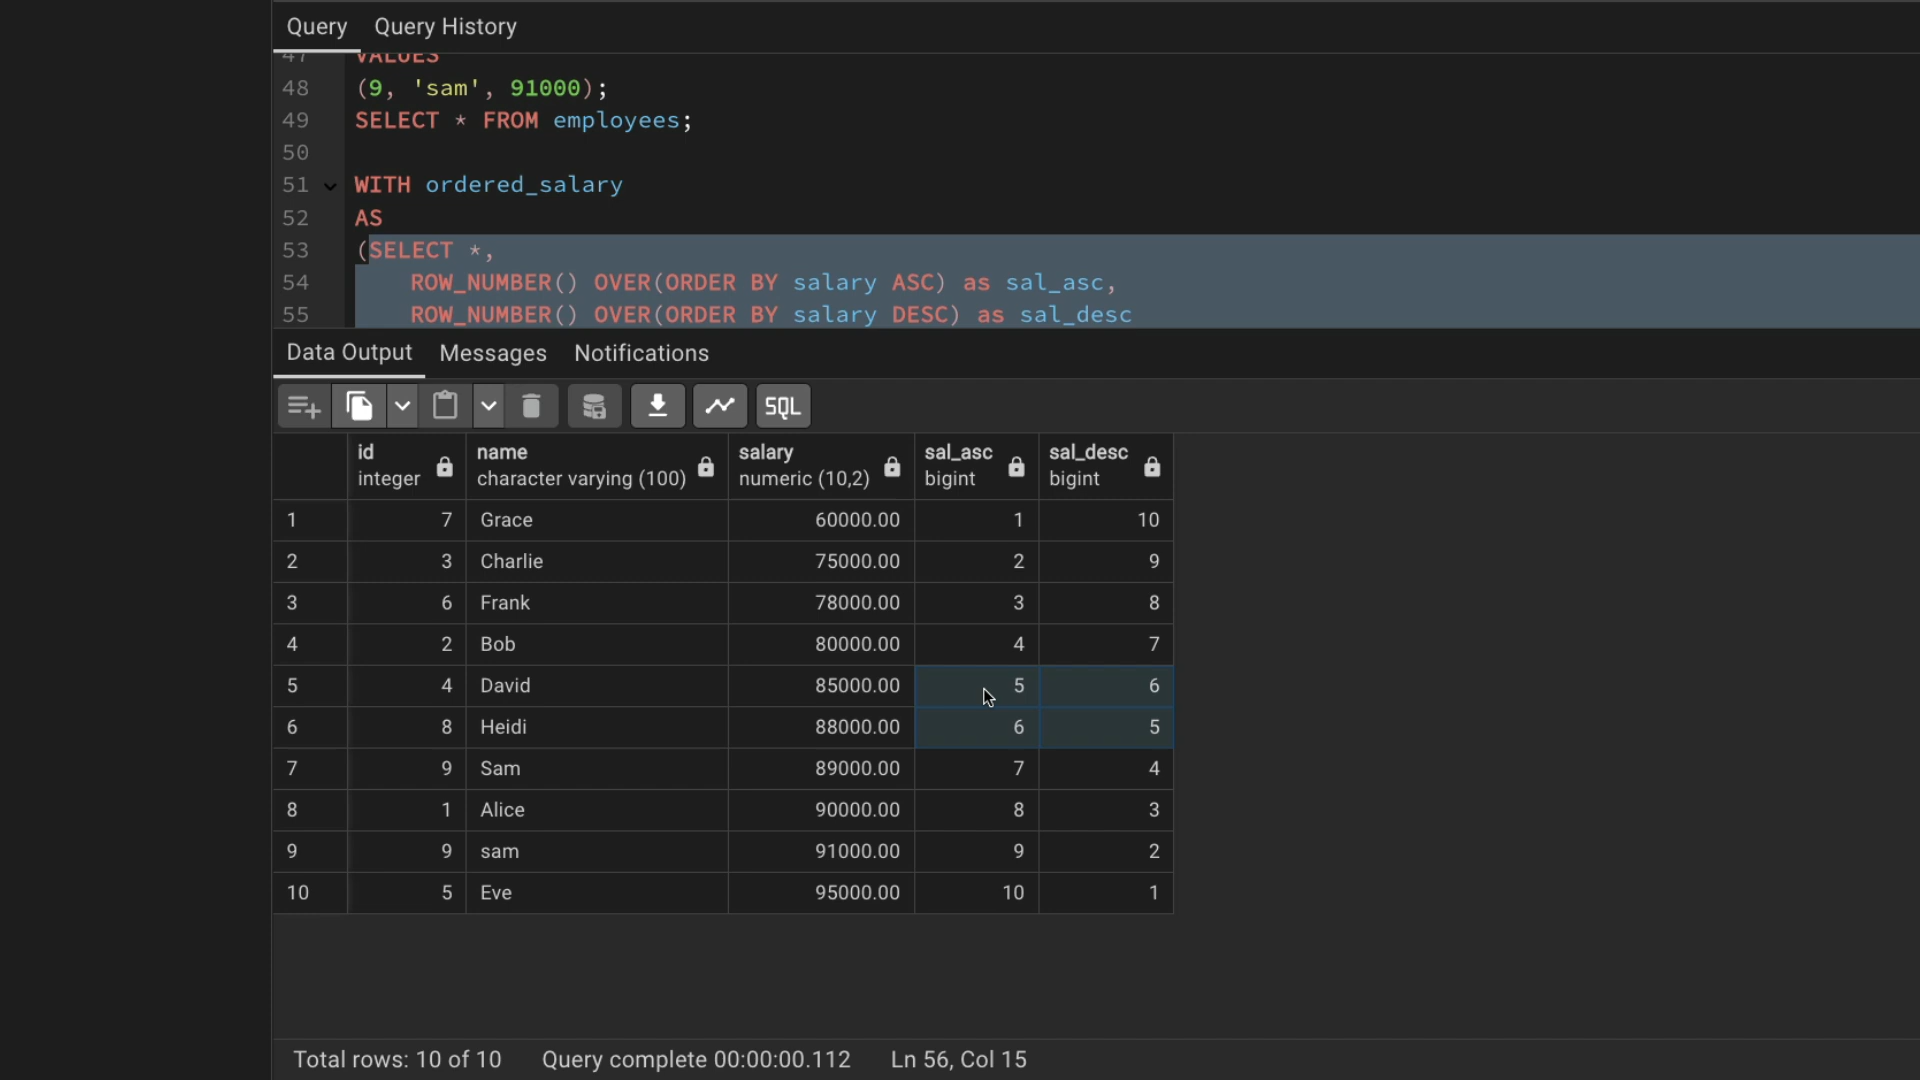 Query Query History
47 VALUES
48 (9, 'sam', 91000);
49 SELECT * FROM employees;
50
51 WITH ordered_salary
52 AS
53 (SELECT *,
54 ROW_NUMBER() OVER(ORDER BY salary ASC) as sal_asc,
55 ROW_NUMBER() OVER(ORDER BY salary DESC) as sal_desc
Data Output Messages Notifications
SQL
id name salary sal_asc sal_desc
integer character varying (100) numeric (10,2) bigint bigint
1 7 Grace 60000.00 1 10
2 3 Charlie 75000.00 2 9
3 6 Frank 78000.00 3 8
4 2 Bob 80000.00 4 7
5 4 David 85000.00 5 6
6 8 Heidi 88000.00 6 5
7 9 Sam 89000.00 7 4
8 1 Alice 90000.00 8 3
9 9 sam 91000.00 9 2
10 5 Eve 95000.00 10 1
Total rows: 10 of 10 Query complete 00:00:00.112 Ln 56, Col 15